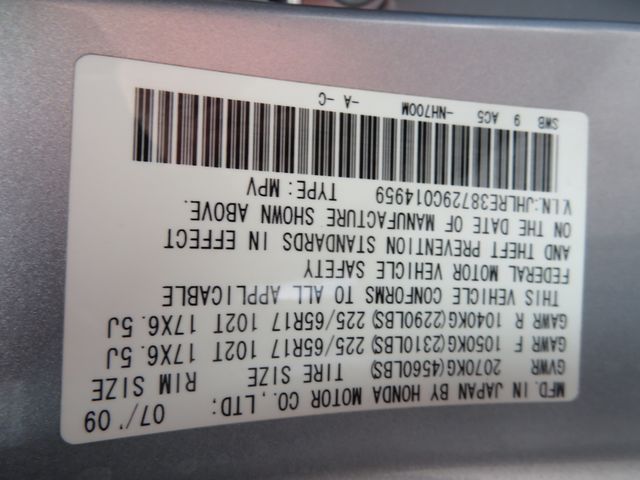 MFD. IN JAPAN BY HONDA MOTOR CO., LTD: 07/'09
GVWR 2070KG(4560LBS) TIRE SIZE RIM SIZE
GAWR F 1050KG(2310LBS) 225/65R17 102T 17X6.5J
GAWR R 1040KG(2290LBS) 225/65R17 102T 17X6.5J
THIS VEHICLE CONFORMS TO ALL APPLICABLE
FEDERAL MOTOR VEHICLE SAFETY
AND THEFT PREVENTION STANDARDS IN EFFECT
ON THE DATE OF MANUFACTURE SHOWN ABOVE.
V.I.N:JHLRE38729C014959 TYPE:MPV
SWB 9 AC5 -NH700M -A -C